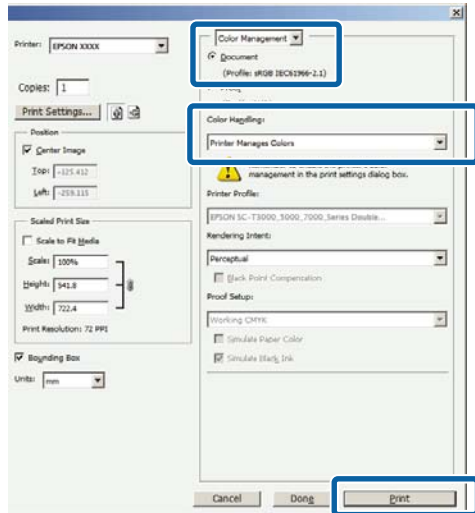 Printer: EPSON XXXX
Copies: 1
Print Settings...
Position
Center Image
Top: -125.412
Left: -259.115
Scaled Print Size
Scale to Fit Media
Scale: 100%
Height: 541.8
Width: 722.4
Print Resolution: 72 PPI
Bounding Box
Units: mm
Color Management
Document
(Profile: sRGB IEC61966-2.1)
Color Handling:
Printer Manages Colors
management in the print settings dialog box.
Printer Profile:
EPSON SC-T3000_5000_7000_Series Double...
Rendering Intent:
Perceptual
Black Point Compensation
Proof Setup:
Working CMYK
Simulate Paper Color
Simulate Black Ink
Cancel
Done
Print